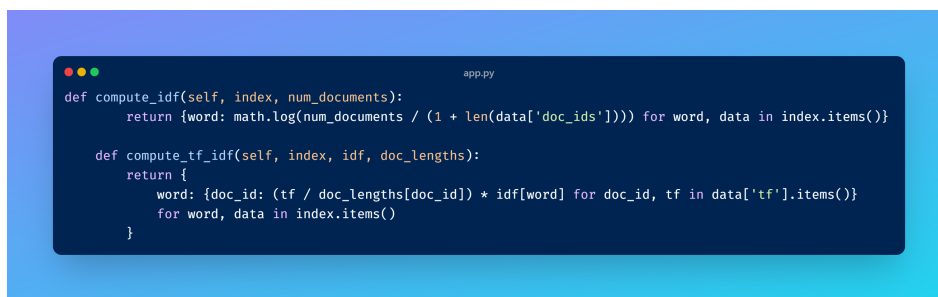 app.py
def compute_idf(self, index, num_documents):
        return {word: math.log(num_documents / (1 + len(data['doc_ids']))) for word, data in index.items()}

    def compute_tf_idf(self, index, idf, doc_lengths):
        return {
            word: {doc_id: (tf / doc_lengths[doc_id]) * idf[word] for doc_id, tf in data['tf'].items()}
            for word, data in index.items()
        }